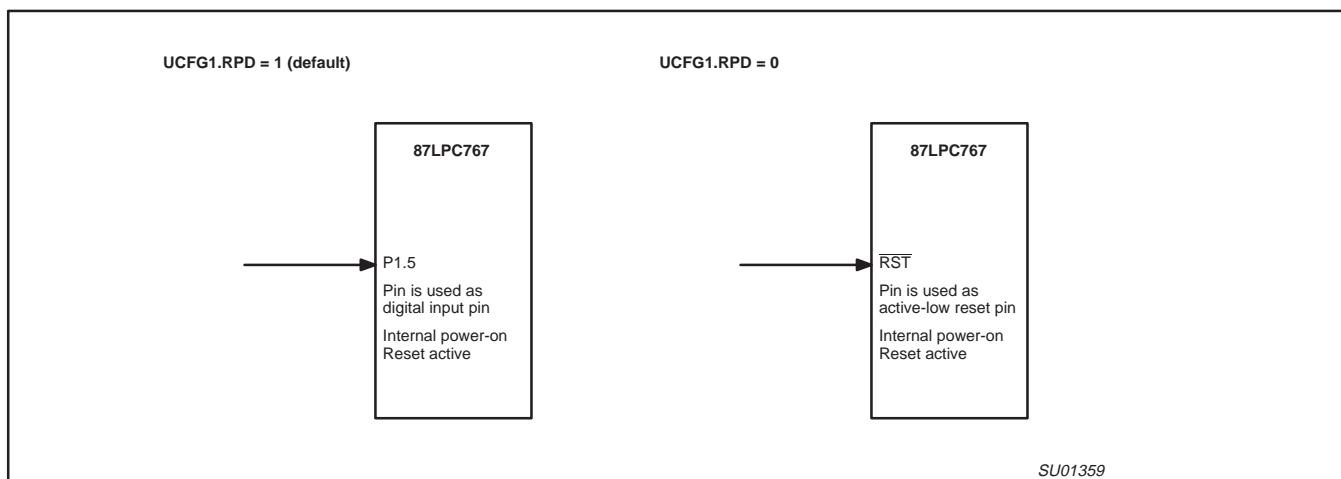 UCFG1.RPD = 1 (default)
87LPC767
P1.5
Pin is used as
digital input pin
Internal power-on
Reset active
UCFG1.RPD = 0
87LPC767
R̅S̅T̅
Pin is used as
active-low reset pin
Internal power-on
Reset active
SU01359